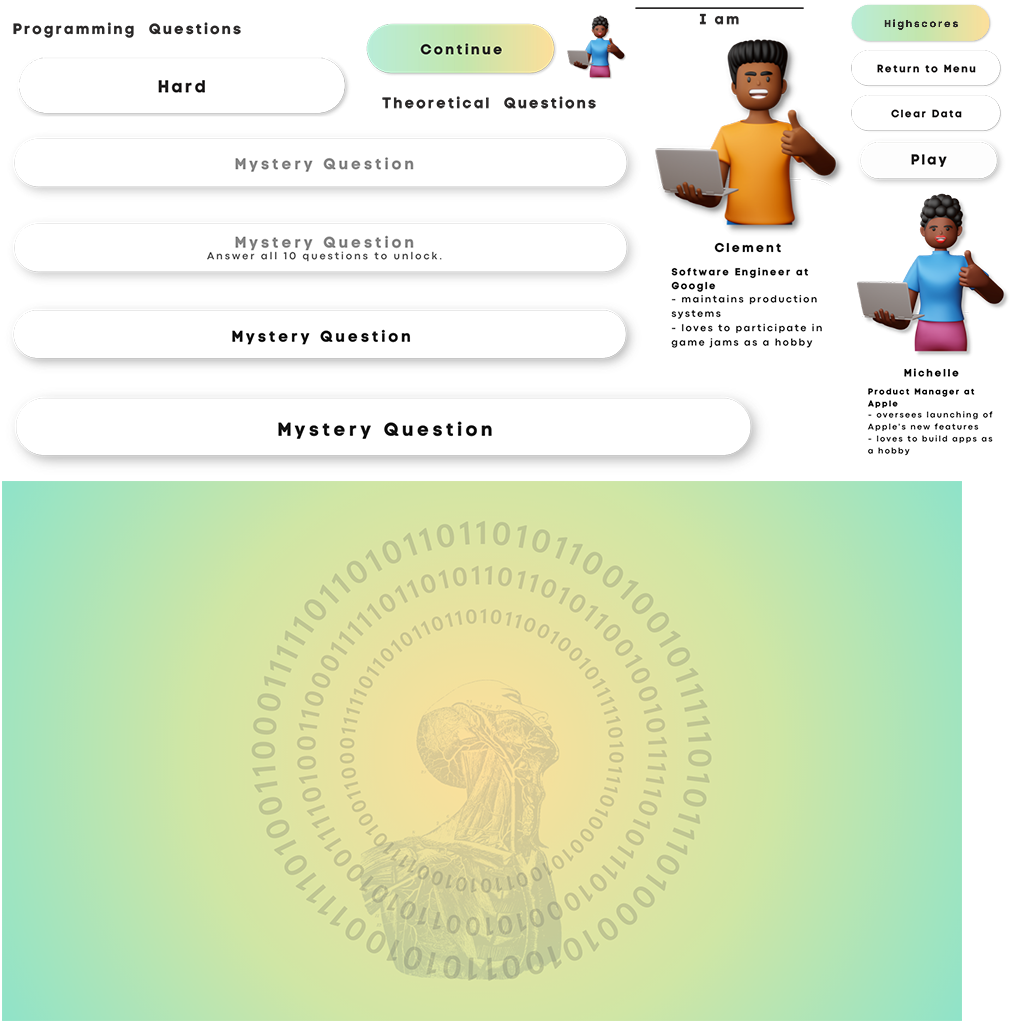 Programming Questions
Hard
Continue
Theoretical Questions
Mystery Question
Mystery Question
Answer all 10 questions to unlock.
Mystery Question
Mystery Question
I am
Clement
Software Engineer at
Google
- maintains production
systems
- loves to participate in
game jams as a hobby
Highscores
Return to Menu
Clear Data
Play
Michelle
Product Manager at
Apple
- oversees launching of
Apple's new features
- loves to build apps as
a hobby